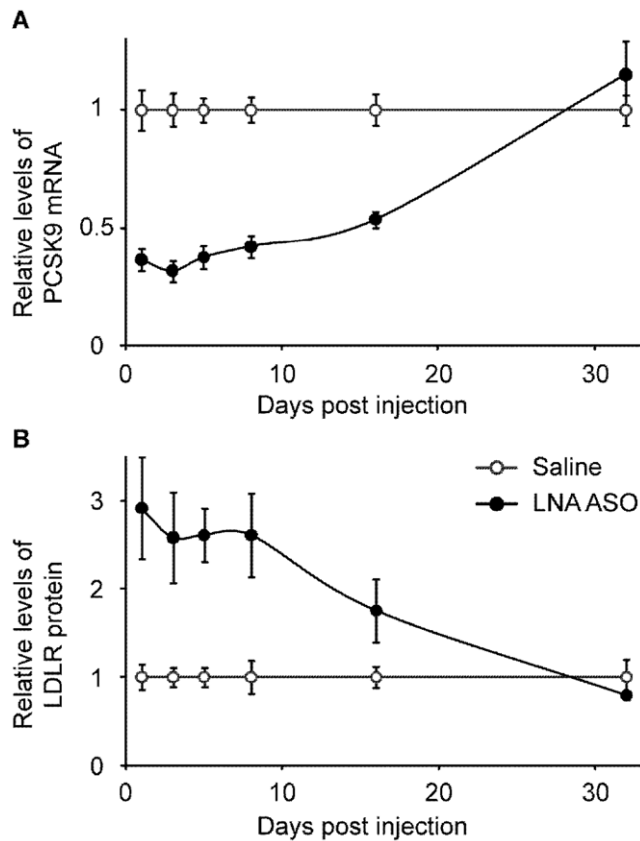 A
Relative levels of
PCSK9 mRNA
1
0.5
0
0
10
20
30
Days post injection
B
Saline
LNA ASO
Relative levels of
LDLR protein
3
2
1
0
0
10
20
30
Days post injection